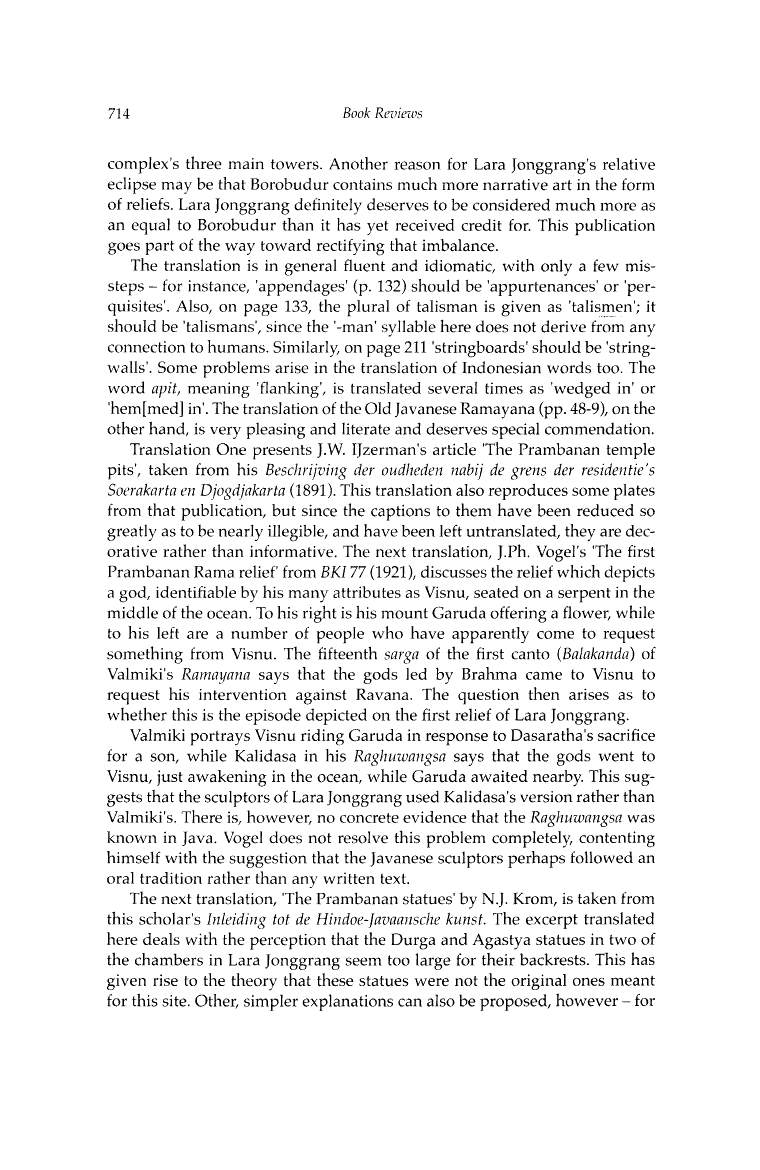 714 Book Reviews
complex's three main towers. Another reason for Lara Jonggrang's relative
eclipse may be that Borobudur contains much more narrative art in the form
of reliefs. Lara Jonggrang definitely deserves to be considered much more as
an equal to Borobudur than it has yet received credit for. This publication
goes part of the way toward rectifying that imbalance.
The translation is in general fluent and idiomatic, with only a few mis-
steps – for instance, 'appendages' (p. 132) should be 'appurtenances' or 'per-
quisites'. Also, on page 133, the plural of talisman is given as 'talismen'; it
should be 'talismans', since the '-man' syllable here does not derive from any
connection to humans. Similarly, on page 211 'stringboards' should be 'string-
walls'. Some problems arise in the translation of Indonesian words too. The
word apit, meaning 'flanking', is translated several times as 'wedged in' or
'hem[med] in'. The translation of the Old Javanese Ramayana (pp. 48-9), on the
other hand, is very pleasing and literate and deserves special commendation.
Translation One presents J.W. IJzerman's article 'The Prambanan temple
pits', taken from his Beschrijving der oudheden nabij de grens der residentie's
Soerakarta en Djogdjakarta (1891). This translation also reproduces some plates
from that publication, but since the captions to them have been reduced so
greatly as to be nearly illegible, and have been left untranslated, they are dec-
orative rather than informative. The next translation, J.Ph. Vogel's 'The first
Prambanan Rama relief' from BKI 77 (1921), discusses the relief which depicts
a god, identifiable by his many attributes as Visnu, seated on a serpent in the
middle of the ocean. To his right is his mount Garuda offering a flower, while
to his left are a number of people who have apparently come to request
something from Visnu. The fifteenth sarga of the first canto (Balakanda) of
Valmiki's Ramayana says that the gods led by Brahma came to Visnu to
request his intervention against Ravana. The question then arises as to
whether this is the episode depicted on the first relief of Lara Jonggrang.
Valmiki portrays Visnu riding Garuda in response to Dasaratha's sacrifice
for a son, while Kalidasa in his Raghuwangsa says that the gods went to
Visnu, just awakening in the ocean, while Garuda awaited nearby. This sug-
gests that the sculptors of Lara Jonggrang used Kalidasa's version rather than
Valmiki's. There is, however, no concrete evidence that the Raghuwangsa was
known in Java. Vogel does not resolve this problem completely, contenting
himself with the suggestion that the Javanese sculptors perhaps followed an
oral tradition rather than any written text.
The next translation, 'The Prambanan statues' by N.J. Krom, is taken from
this scholar's Inleiding tot de Hindoe-Javaansche kunst. The excerpt translated
here deals with the perception that the Durga and Agastya statues in two of
the chambers in Lara Jonggrang seem too large for their backrests. This has
given rise to the theory that these statues were not the original ones meant
for this site. Other, simpler explanations can also be proposed, however – for